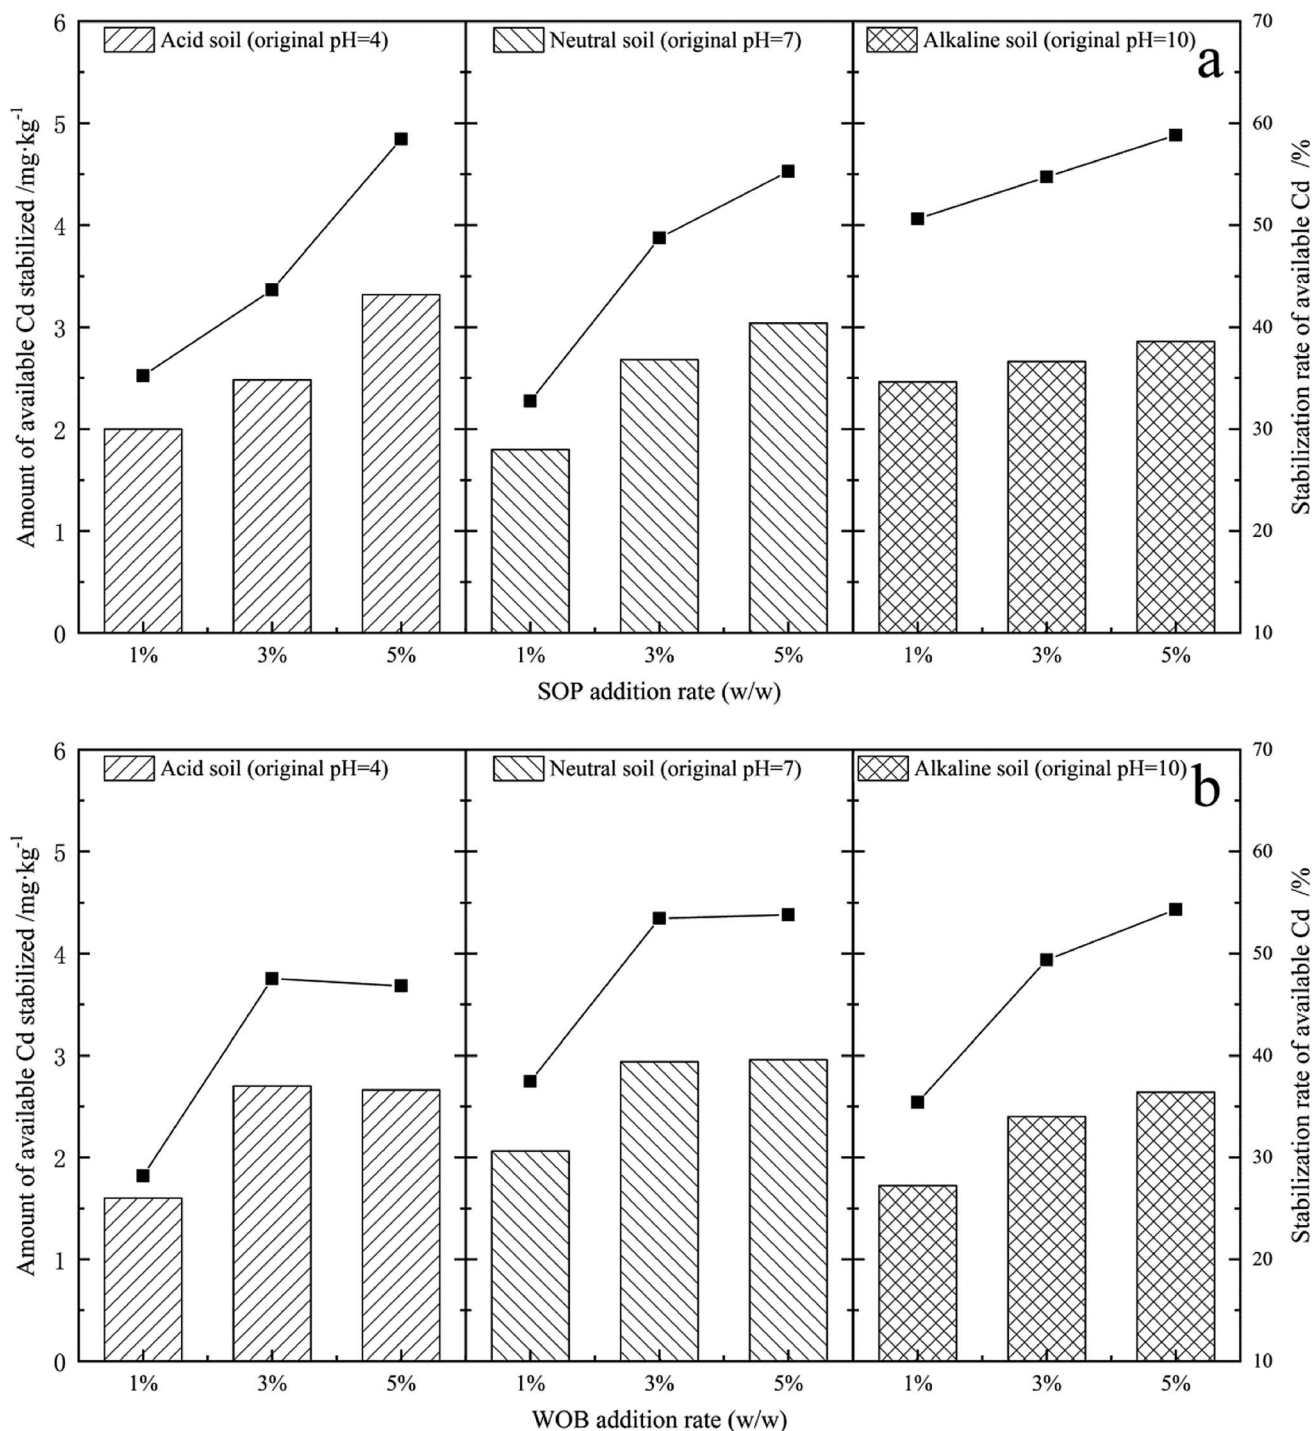 Acid soil (original pH=4)
Neutral soil (original pH=7)
Alkaline soil (original pH=10)
a
Amount of available Cd stabilized /mg·kg⁻¹
6
5
4
3
2
1
0
Stabilization rate of available Cd /%
70
60
50
40
30
20
10
1% 3% 5% 1% 3% 5% 1% 3% 5%
SOP addition rate (w/w)
Acid soil (original pH=4)
Neutral soil (original pH=7)
Alkaline soil (original pH=10)
b
Amount of available Cd stabilized /mg·kg⁻¹
6
5
4
3
2
1
0
Stabilization rate of available Cd /%
70
60
50
40
30
20
10
1% 3% 5% 1% 3% 5% 1% 3% 5%
WOB addition rate (w/w)